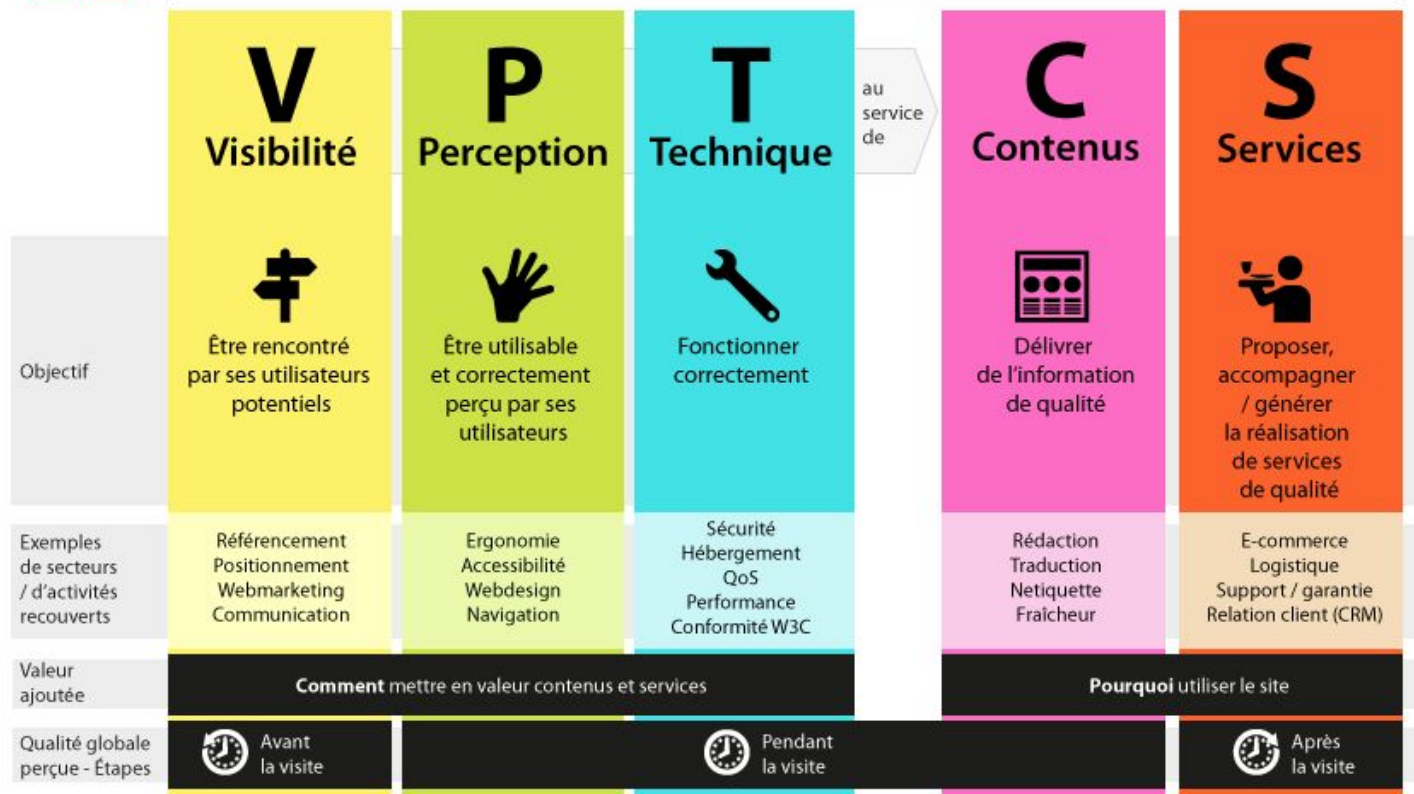 V
Visibilité
P
Perception
T
Technique
au
service
de
C
Contenus
S
Services
Objectif
Être rencontré
par ses utilisateurs
potentiels
Être utilisable
et correctement
perçu par ses
utilisateurs
Fonctionner
correctement
Délivrer
de l'information
de qualité
Proposer,
accompagner
/ générer
la réalisation
de services
de qualité
Exemples
de secteurs
/ d'activités
recouverts
Référencement
Positionnement
Webmarketing
Communication
Ergonomie
Accessibilité
Webdesign
Navigation
Sécurité
Hébergement
QoS
Performance
Conformité W3C
Rédaction
Traduction
Netiquette
Fraîcheur
E-commerce
Logistique
Support / garantie
Relation client (CRM)
Valeur
ajoutée
Comment mettre en valeur contenus et services
Pourquoi utiliser le site
Qualité globale
perçue - Étapes
Avant
la visite
Pendant
la visite
Après
la visite